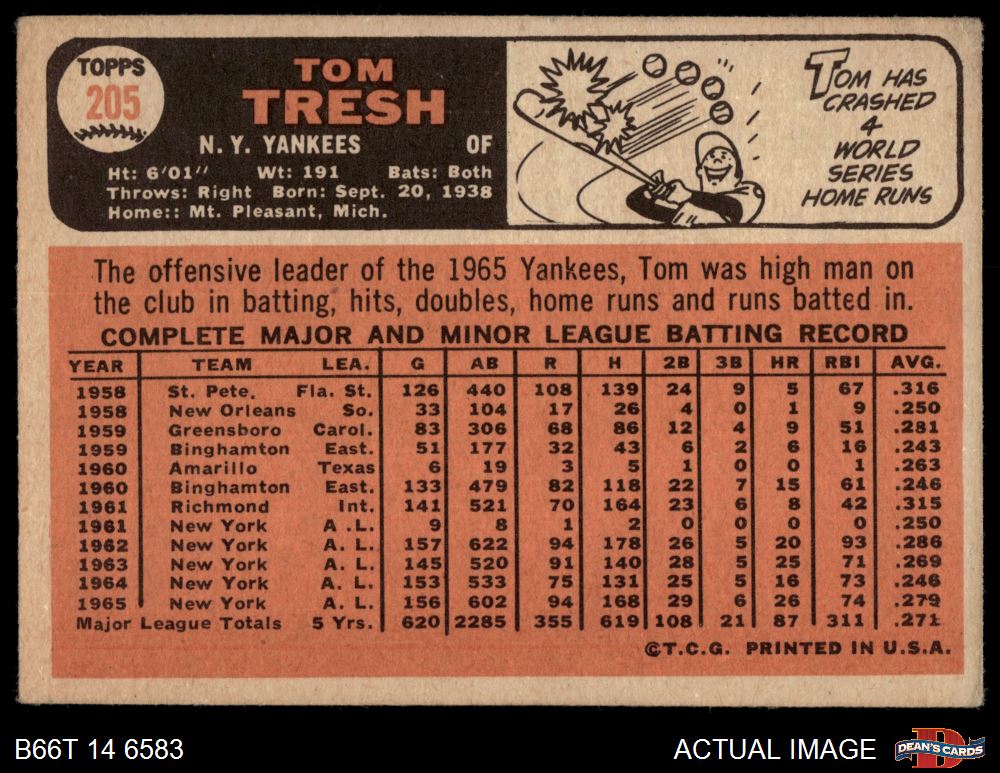 TOPPS
205
TOM
TRESH
N. Y. YANKEES OF
Ht: 6'01" Wt: 191 Bats: Both
Throws: Right Born: Sept. 20, 1938
Home:: Mt. Pleasant, Mich.
TOM HAS
CRASHED
4
WORLD
SERIES
HOME RUNS
The offensive leader of the 1965 Yankees, Tom was high man on
the club in batting, hits, doubles, home runs and runs batted in.
COMPLETE MAJOR AND MINOR LEAGUE BATTING RECORD
YEAR TEAM LEA. G AB R H 2B 3B HR RBI AVG.
1958 St. Pete. Fla. St. 126 440 108 139 24 9 5 67 .316
1958 New Orleans So. 33 104 17 26 4 0 1 9 .250
1959 Greensboro Carol. 83 306 68 86 12 4 9 51 .281
1959 Binghamton East. 51 177 32 43 6 2 6 16 .243
1960 Amarillo Texas 6 19 3 5 1 0 0 1 .263
1960 Binghamton East. 133 479 82 118 22 7 15 61 .246
1961 Richmond Int. 141 521 70 164 23 6 8 42 .315
1961 New York A .L. 9 8 1 2 0 0 0 0 .250
1962 New York A. L. 157 622 94 178 26 5 20 93 .286
1963 New York A. L. 145 520 91 140 28 5 25 71 .269
1964 New York A. L. 153 533 75 131 25 5 16 73 .246
1965 New York A. L. 156 602 94 168 29 6 26 74 .279
Major League Totals 5 Yrs. 620 2285 355 619 108 21 87 311 .271
©T.C.G. PRINTED IN U.S.A.
B66T 14 6583
ACTUAL IMAGE
D
DEAN'S CARDS